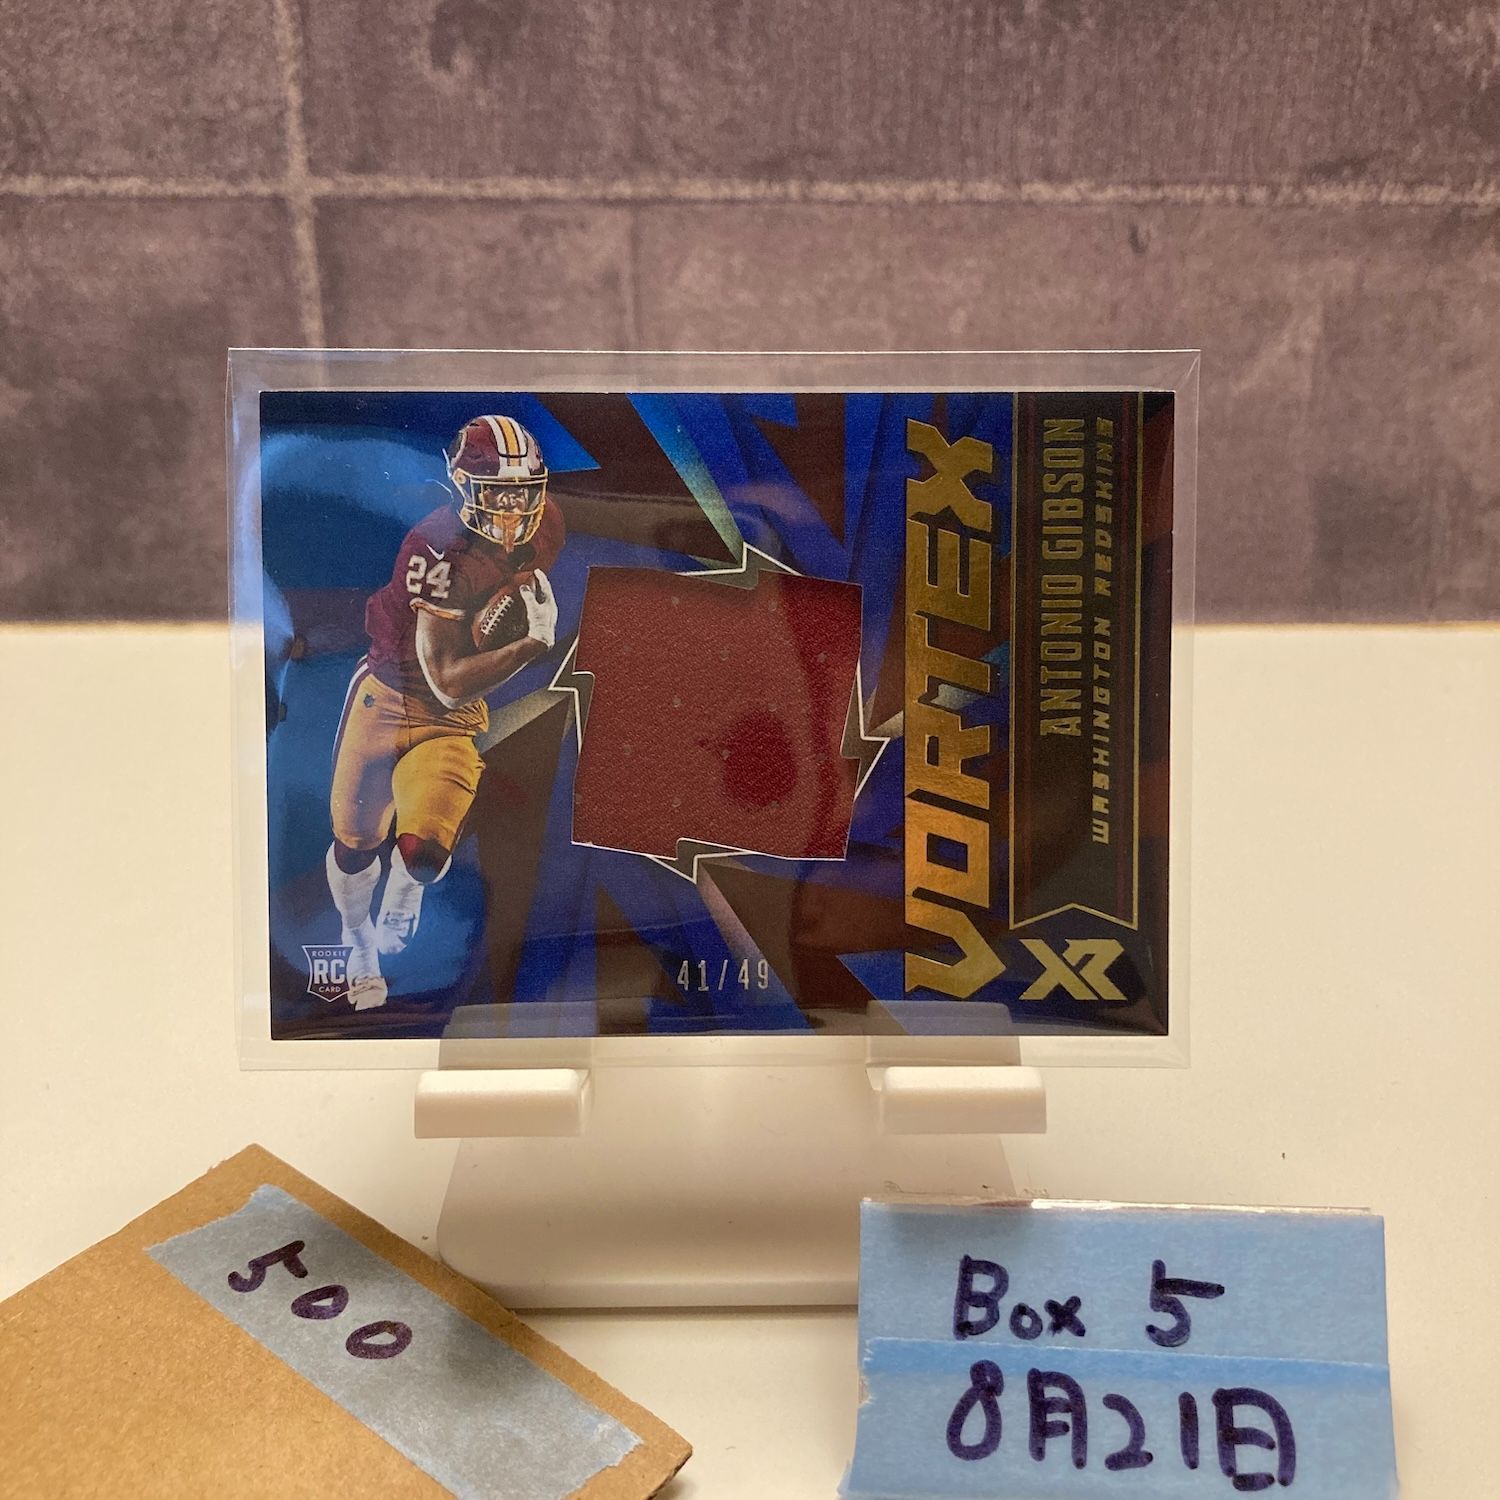 24
VORTEX
ANTONIO GIBSON
WASHINGTON REDSKINS
XR
ROOKIE
RC
CARD
41/49
500
Box 5
8月21日